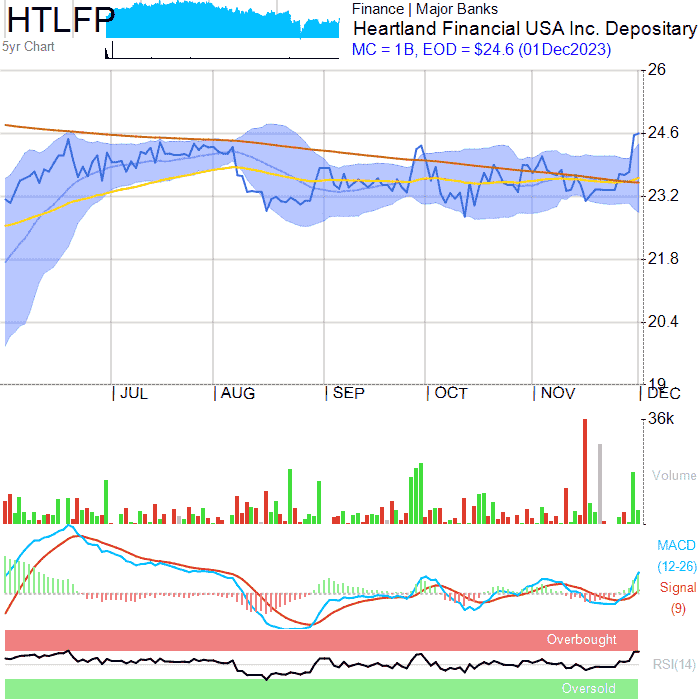 HTLFP
5yr Chart
Finance | Major Banks
Heartland Financial USA Inc. Depositary
MC = 1B, EOD = $24.6 (01Dec2023)
26
24.6
23.2
21.8
20.4
19
JUL AUG SEP OCT NOV DEC
36k
Volume
MACD
(12-26)
Signal
(9)
Overbought
RSI(14)
Oversold